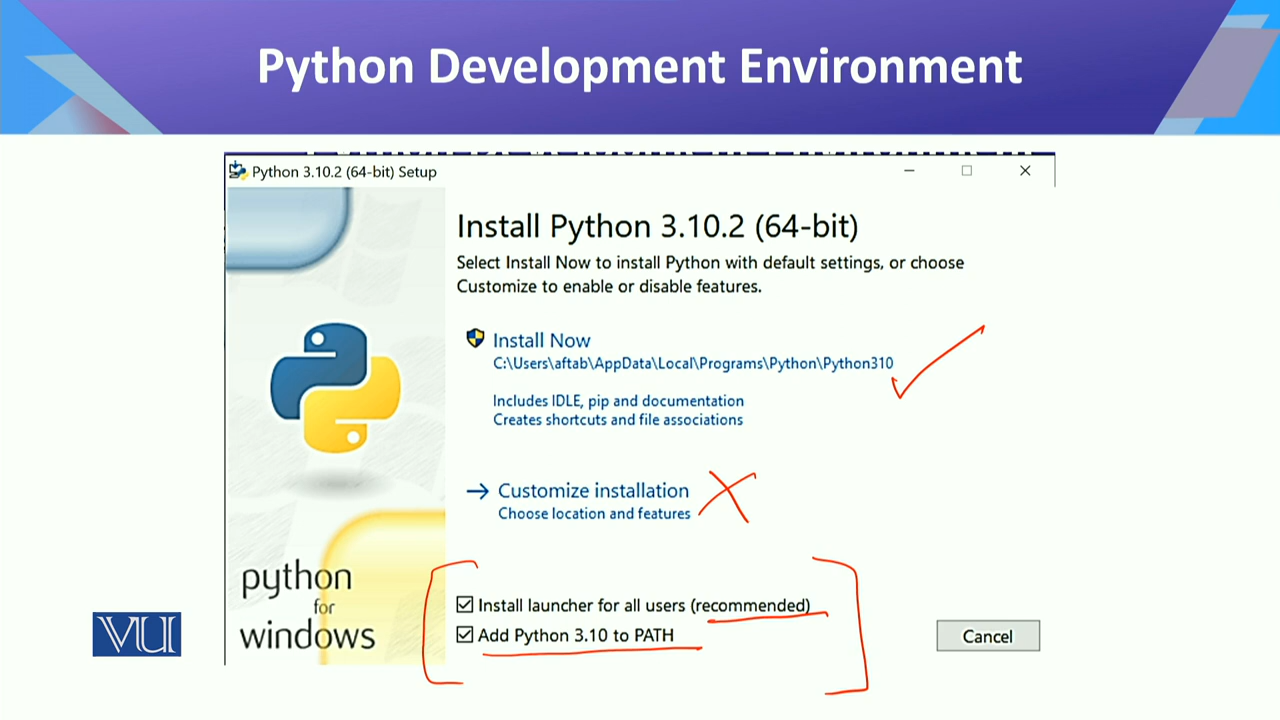 Python Development Environment
Python 3.10.2 (64-bit) Setup
Install Python 3.10.2 (64-bit)
Select Install Now to install Python with default settings, or choose
Customize to enable or disable features.
Install Now
C:\Users\aftab\AppData\Local\Programs\Python\Python310
Includes IDLE, pip and documentation
Creates shortcuts and file associations
Customize installation
Choose location and features
python
for
windows
Install launcher for all users (recommended)
Add Python 3.10 to PATH
Cancel
VU